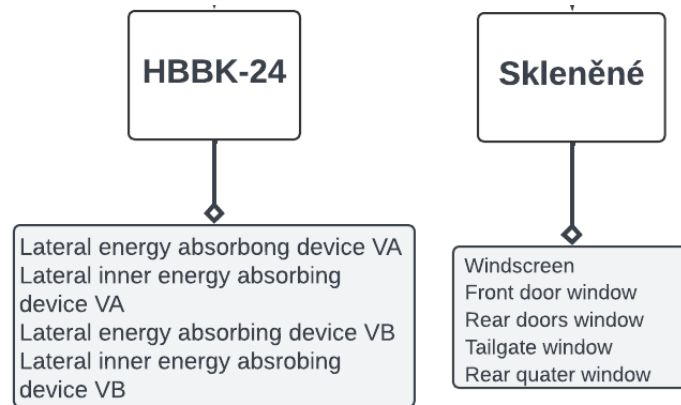 HBBK-24
Lateral energy absorbong device VA
Lateral inner energy absorbing
device VA
Lateral energy absorbing device VB
Lateral inner energy absrobing
device VB
Skleněné
Windscreen
Front door window
Rear doors window
Tailgate window
Rear quater window